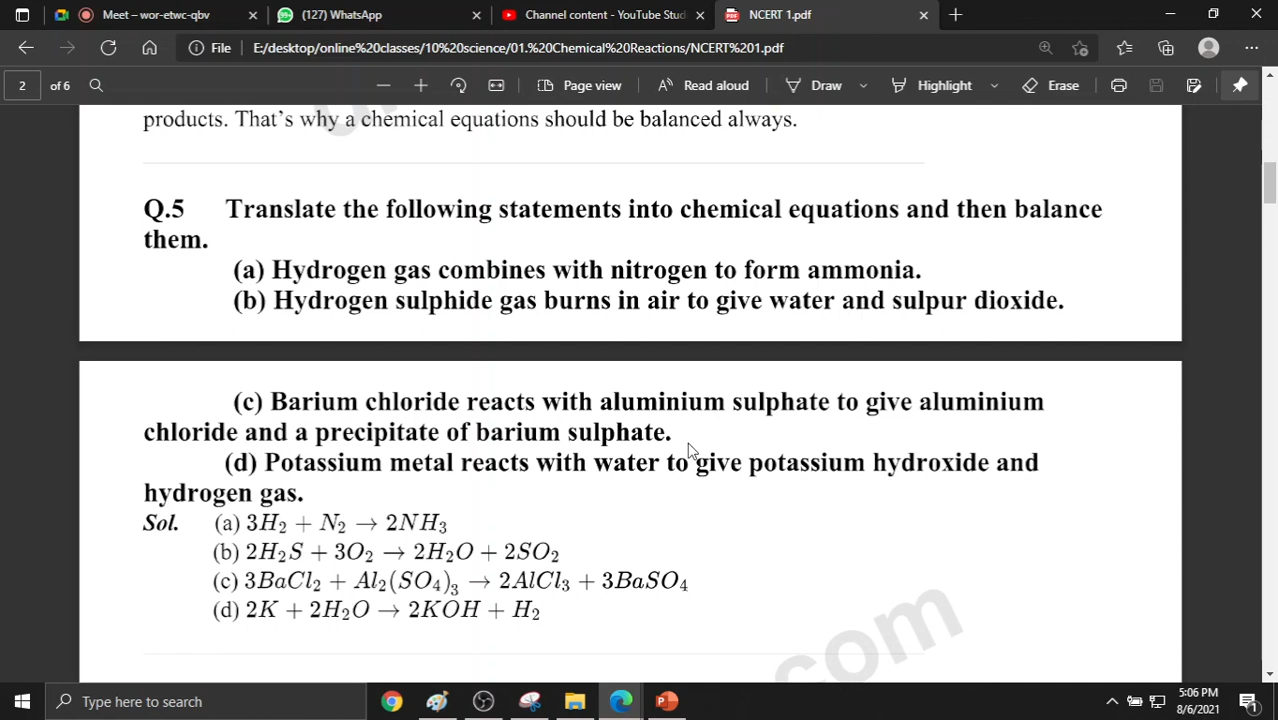 Meet – wor-etwc-qbv
(127) WhatsApp
Channel content - YouTube Stud
NCERT 1.pdf
File E:/desktop/online%20classes/10%20science/01.%20Chemical%20Reactions/NCERT%201.pdf
2 of 6 Page view Read aloud Draw Highlight Erase
products. That's why a chemical equations should be balanced always.
Q.5 Translate the following statements into chemical equations and then balance
them.
(a) Hydrogen gas combines with nitrogen to form ammonia.
(b) Hydrogen sulphide gas burns in air to give water and sulpur dioxide.
(c) Barium chloride reacts with aluminium sulphate to give aluminium
chloride and a precipitate of barium sulphate.
(d) Potassium metal reacts with water to give potassium hydroxide and
hydrogen gas.
Sol. (a) 3H₂ + N₂ → 2NH₃
(b) 2H₂S + 3O₂ → 2H₂O + 2SO₂
(c) 3BaCl₂ + Al₂(SO₄)₃ → 2AlCl₃ + 3BaSO₄
(d) 2K + 2H₂O → 2KOH + H₂
.com
Type here to search
5:06 PM
8/6/2021